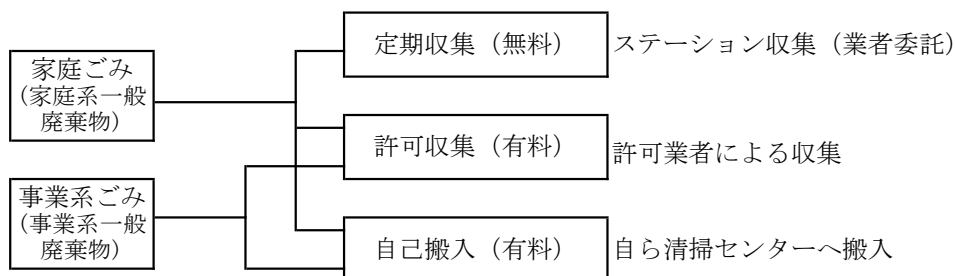 定期収集（無料）
ステーション収集（業者委託）
家庭ごみ
（家庭系一般
廃棄物）
許可収集（有料）
許可業者による収集
事業系ごみ
（事業系一般
廃棄物）
自己搬入（有料）
自ら清掃センターへ搬入